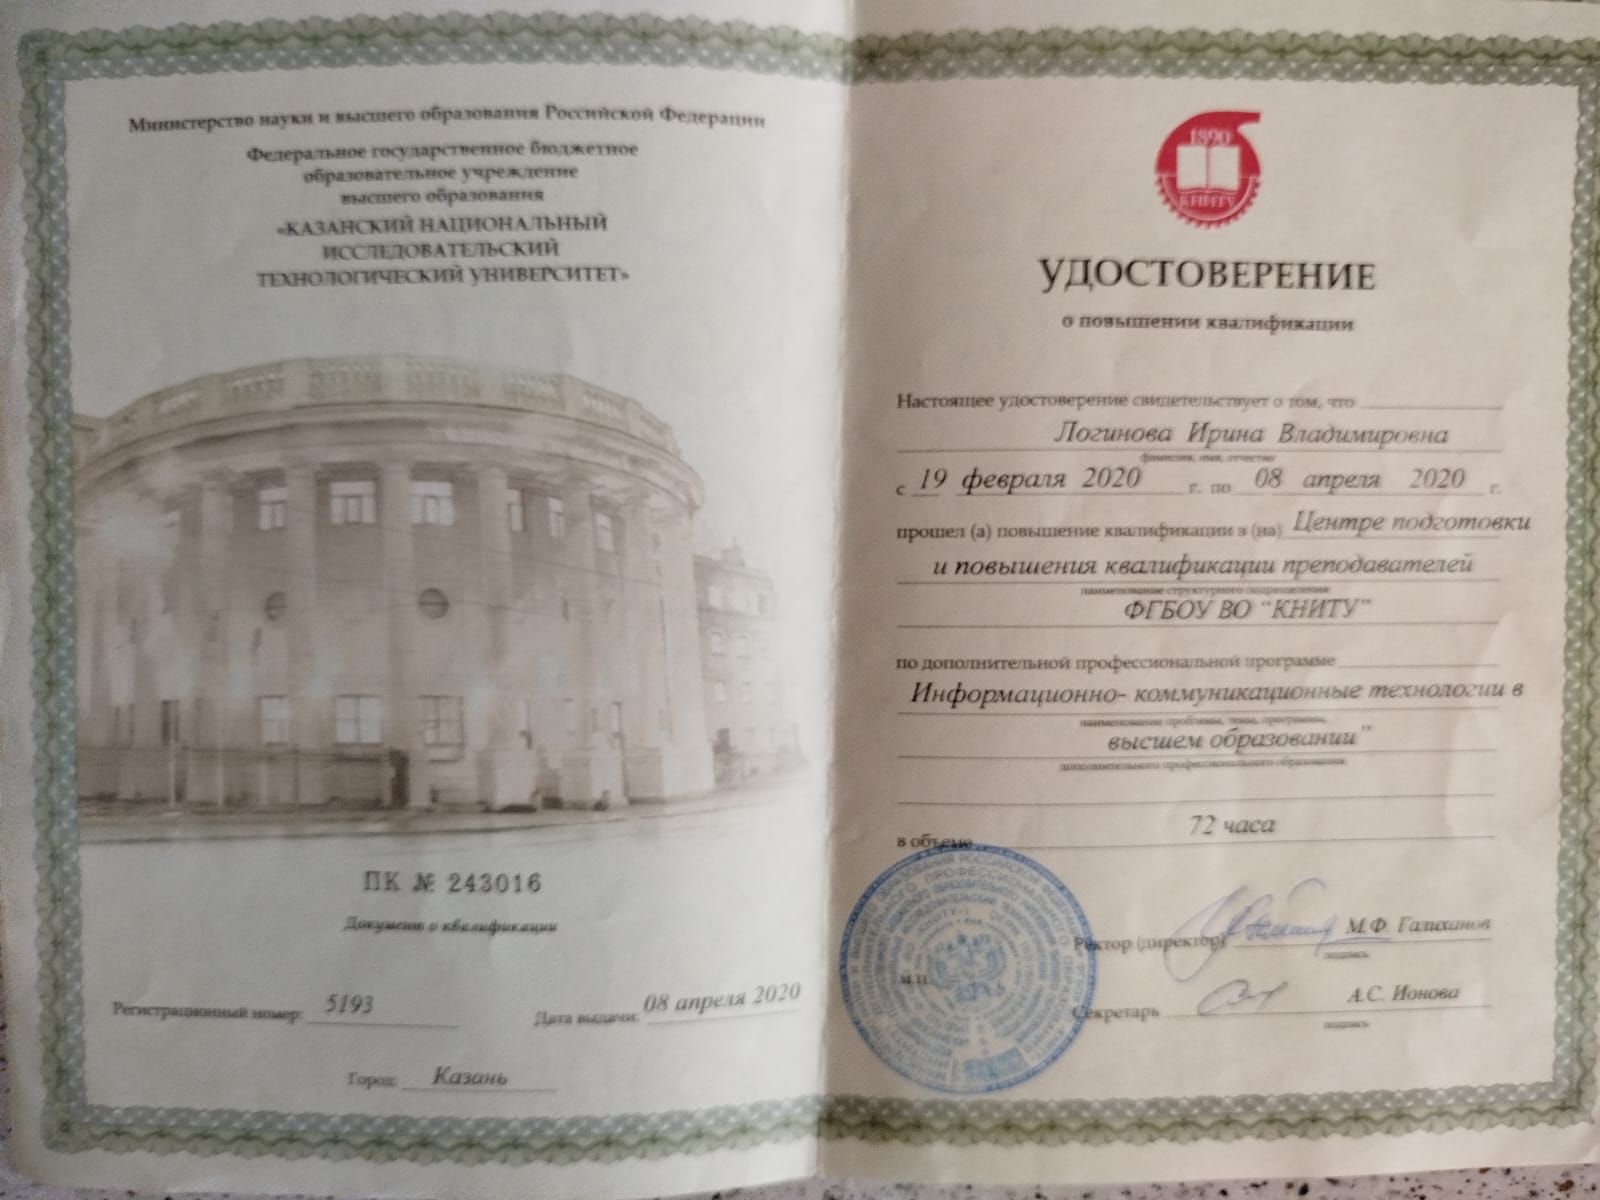 Министерство науки и высшего образования Российской Федерации
Федеральное государственное бюджетное
образовательное учреждение
высшего образования
«КАЗАНСКИЙ НАЦИОНАЛЬНЫЙ
ИССЛЕДОВАТЕЛЬСКИЙ
ТЕХНОЛОГИЧЕСКИЙ УНИВЕРСИТЕТ»
ПК № 243016
Документ о квалификации
Регистрационный номер: 5193
Дата выдачи: 08 апреля 2020
Город: Казань
1890
КНИТУ
УДОСТОВЕРЕНИЕ
о повышении квалификации
Настоящее удостоверение свидетельствует о том, что
Логинова Ирина Владимировна
фамилия, имя, отчество
с 19 февраля 2020 г. по 08 апреля 2020 г.
прошел (а) повышение квалификации в (на) Центре подготовки
и повышения квалификации преподавателей
наименование структурного подразделения
ФГБОУ ВО "КНИТУ"
по дополнительной профессиональной программе
Информационно- коммуникационные технологии в
наименование проблемы, темы, программы,
высшем образовании"
дополнительного профессионального образования
72 часа
в объеме
Ректор (директор) М.Ф. Галиханов
подпись
М.П.
Секретарь А.С. Ионова
подпись